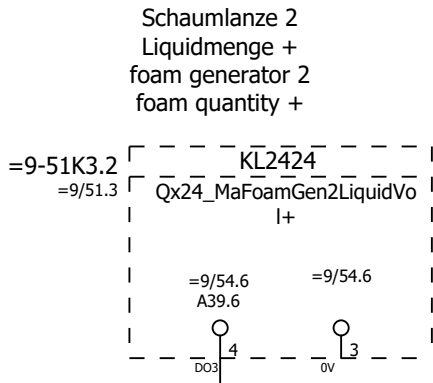 Schaumlanze 2
Liquidmenge +
foam generator 2
foam quantity +
=9-51K3.2
KL2424
=9/51.3
Qx24_MaFoamGen2LiquidVo
l+
=9/54.6
=9/54.6
A39.6
4
3
DO3
0V